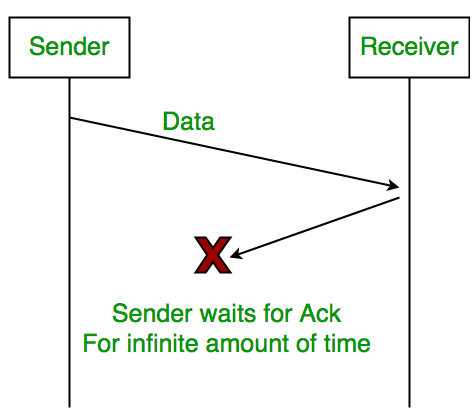 Sender
Receiver
Data
X
Sender waits for Ack
For infinite amount of time